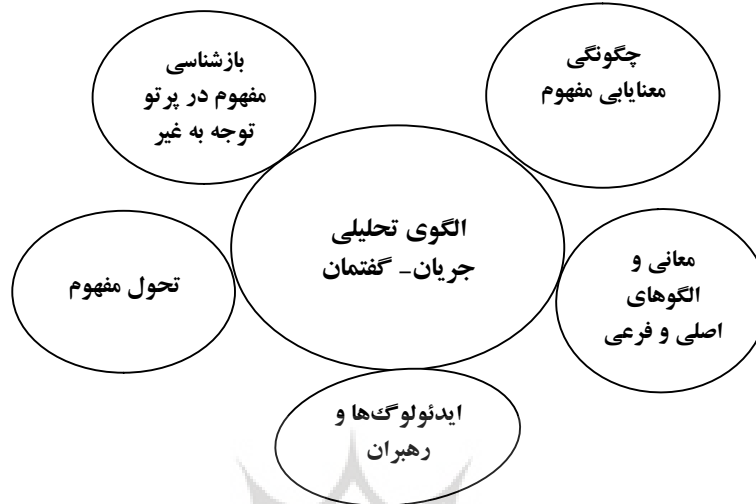 چگونگی
معنایابی مفهوم
بازشناسی
مفهوم در پرتو
توجه به غیر
الگوی تحلیلی
جریان- گفتمان
معانی و
الگوهای
اصلی و فرعی
تحول مفهوم
ایدئولوگ‌ها و
رهبران